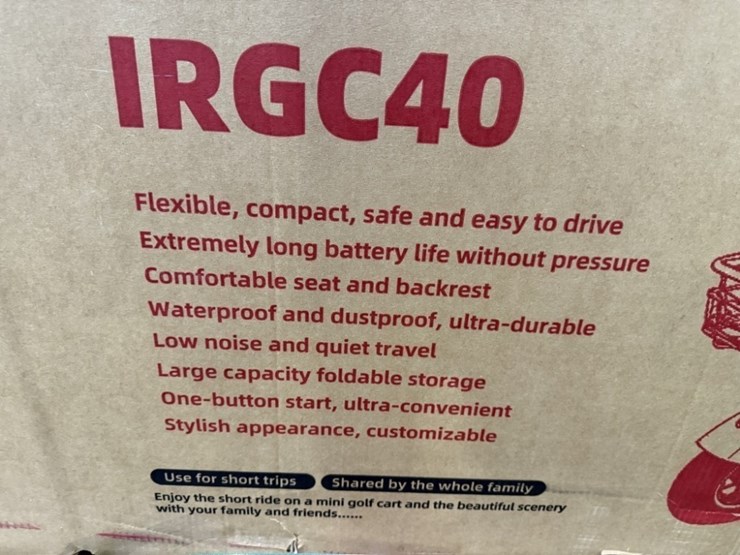 IRGC40
Flexible, compact, safe and easy to drive
Extremely long battery life without pressure
Comfortable seat and backrest
Waterproof and dustproof, ultra-durable
Low noise and quiet travel
Large capacity foldable storage
One-button start, ultra-convenient
Stylish appearance, customizable
Use for short trips Shared by the whole family
Enjoy the short ride on a mini golf cart and the beautiful scenery
with your family and friends......